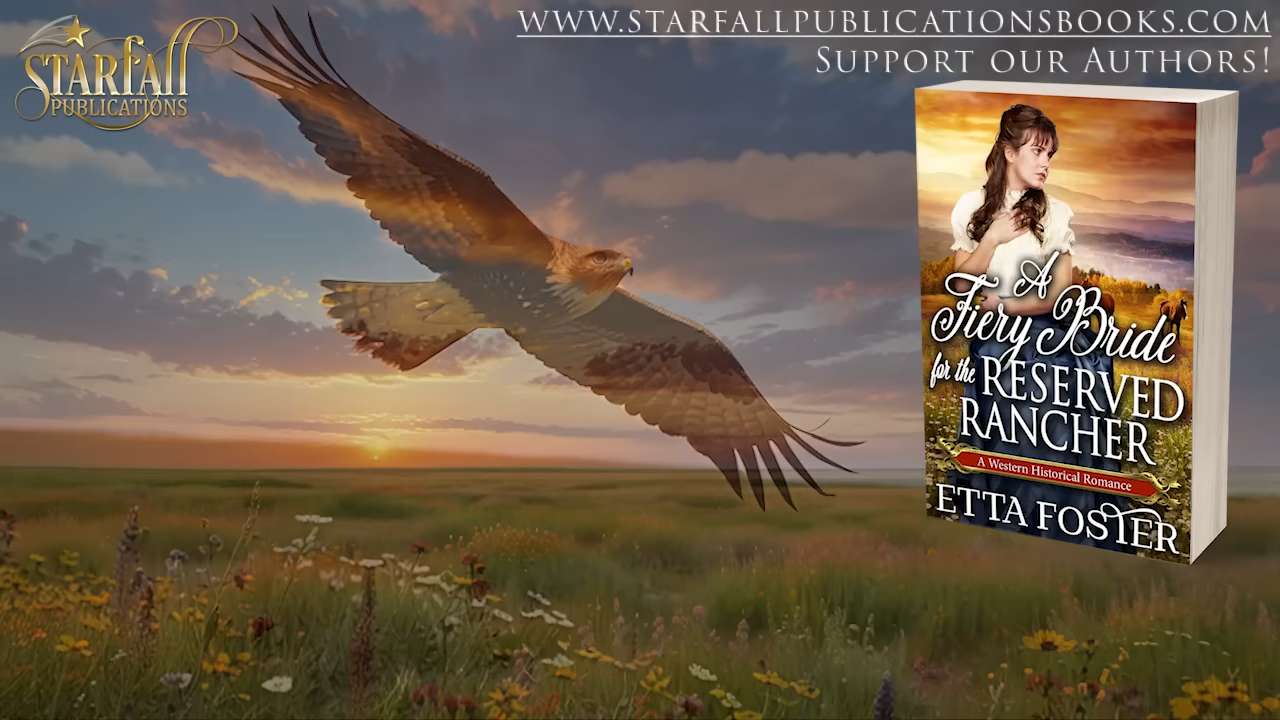 STARfall
PUBLICATIONS
WWW.STARFALLPUBLICATIONSBOOKS.COM
SUPPORT OUR AUTHORS!
A
Fiery Bride
for the RESERVED
RANCHER
A Western Historical Romance
ETTA FOSTER